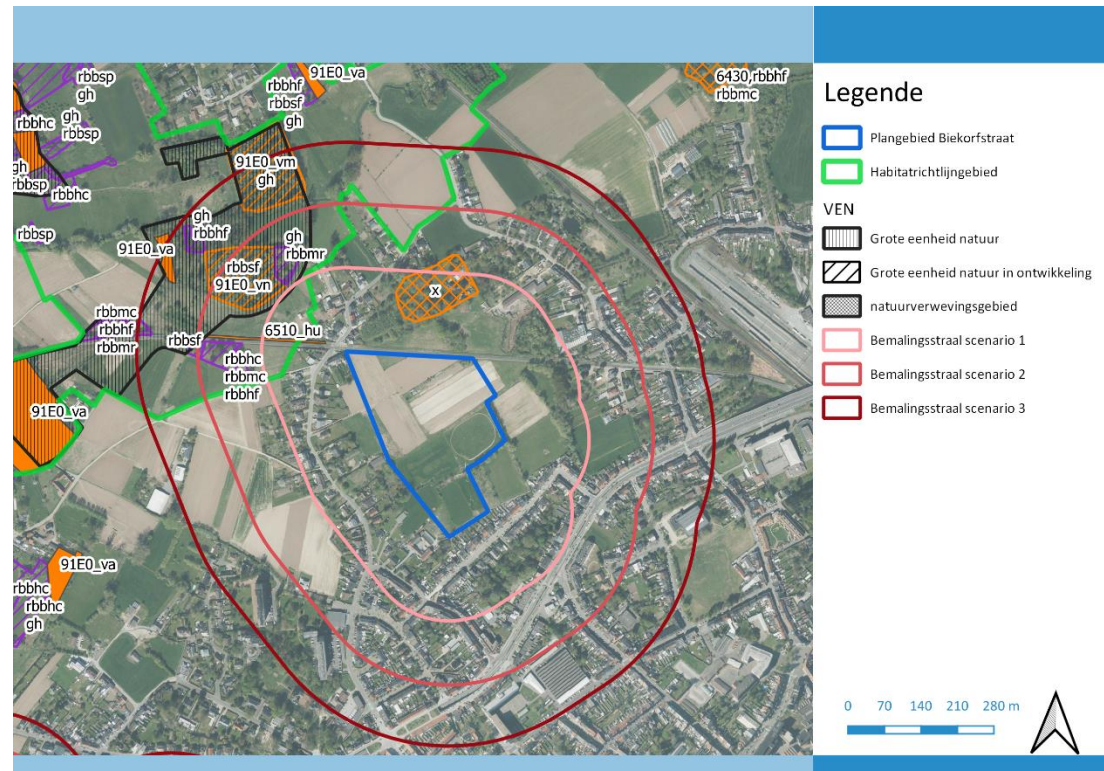 rbbsp
gh
91E0_va
rbbhf
rbbsf
gh
6430,rbbhf
rbbmc
rbbhc
gh
rbbsp
91E0_vm
gh
gh
rbbsp
rbbhc
rbbsp
gh
rbbhf
gh
rbbmr
91E0_va
rbbsf
91E0_vn
x
rbbmc
rbbhf
rbbmr
rbbsf
6510_hu
rbbhc
rbbmc
rbbhf
91E0_va
91E0_va
rbbhc
rbbhc
gh
Legende
Plangebied Biekorfstraat
Habitatrichtlijngebied
VEN
Grote eenheid natuur
Grote eenheid natuur in ontwikkeling
natuurverwevingsgebied
Bemalingsstraal scenario 1
Bemalingsstraal scenario 2
Bemalingsstraal scenario 3
0 70 140 210 280 m